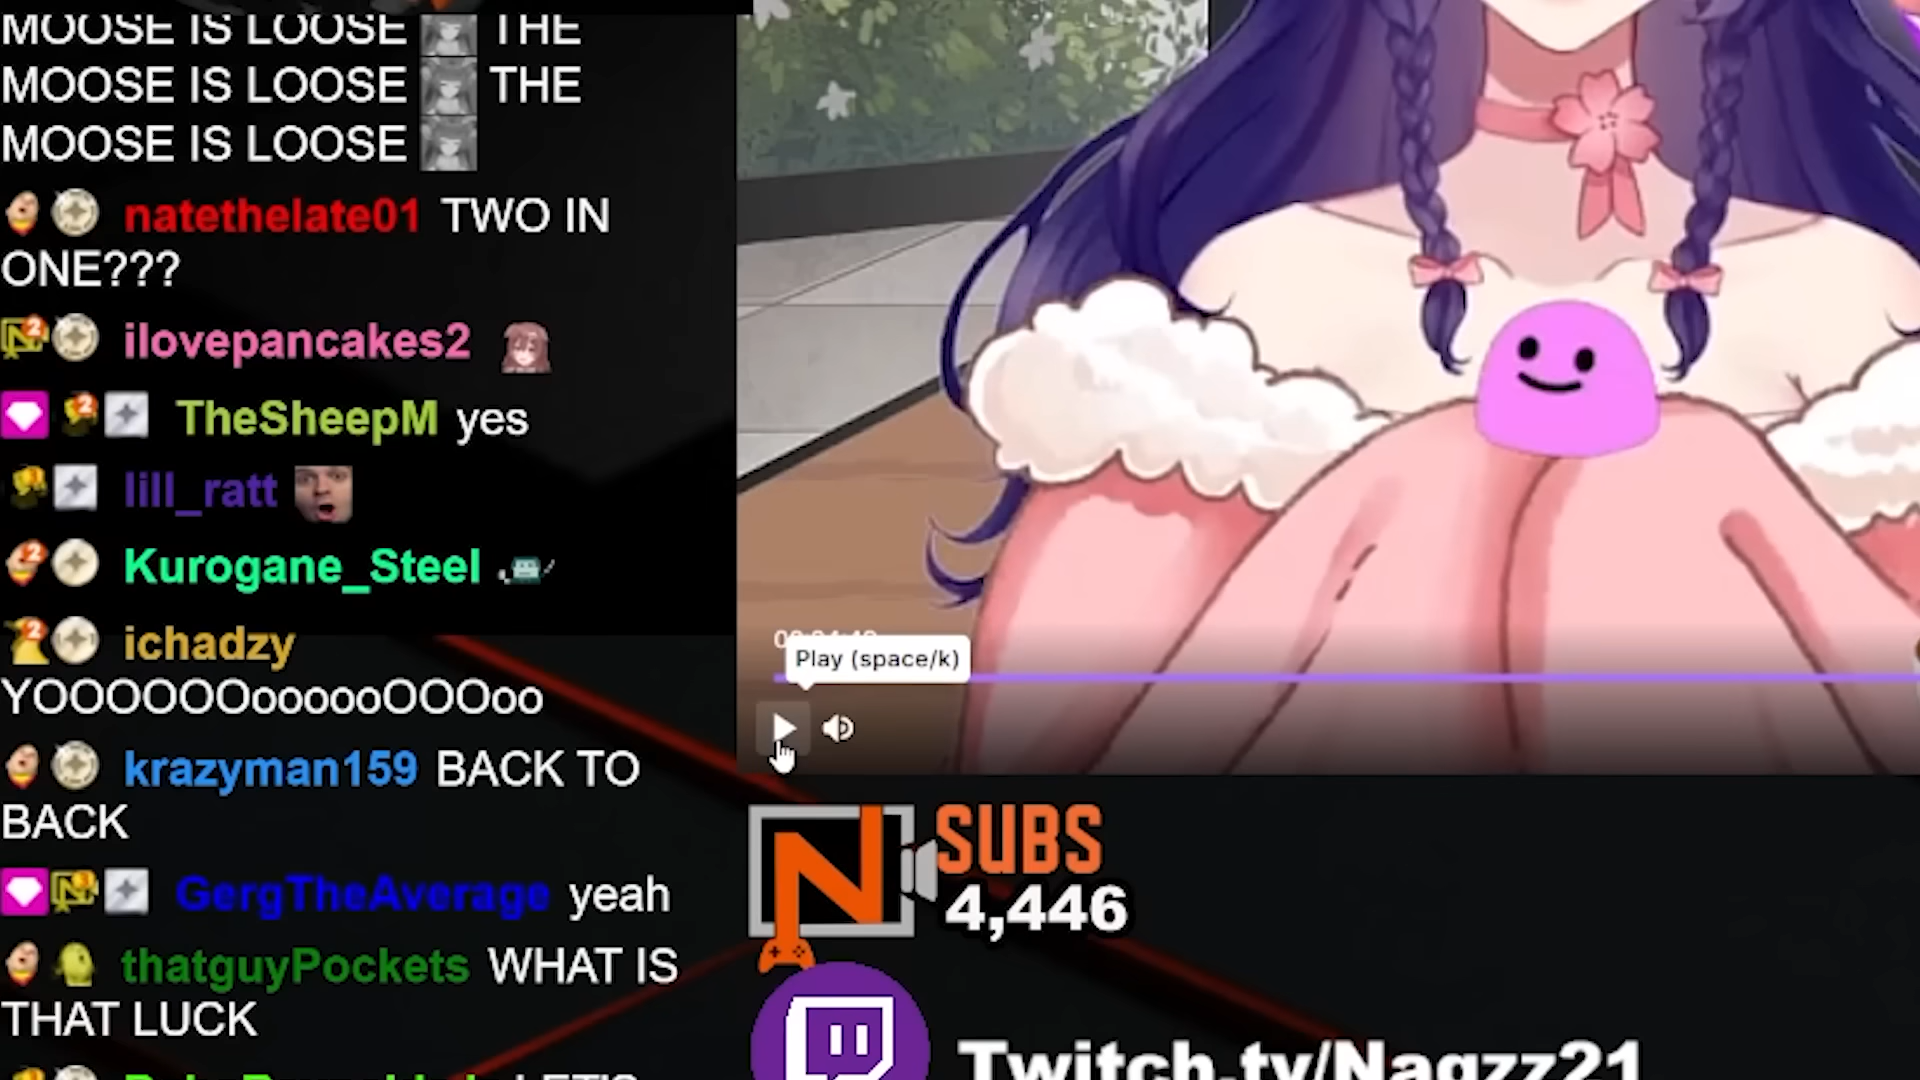 MOOSE IS LOOSE THE
MOOSE IS LOOSE THE
MOOSE IS LOOSE
natethelate01 TWO IN
ONE???
ilovepancakes2
TheSheepM yes
lill_ratt
Kurogane_Steel
ichadzy
YOOOOOOoooooOOOoo
krazyman159 BACK TO
BACK
GergTheAverage yeah
thatguyPockets WHAT IS
THAT LUCK
LET'S
Play (space/k)
SUBS
4,446
Twitch.tv/Nagzz21